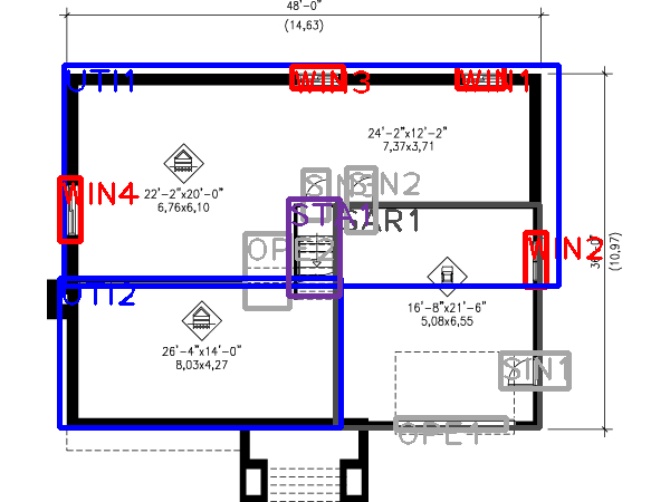 48'-0"
(14,63)
UTI1
WIN3
WIN1
24'-2"x12'-2"
7,37x3,71
SIN2
WIN4
22'-2"x20'-0"
6,76x6,10
STA1
GAR1
OPE2
WIN2
(10,97)
UTI2
16'-8"x21'-6"
5,08x6,55
26'-4"x14'-0"
8,03x4,27
SIN1
OPE1